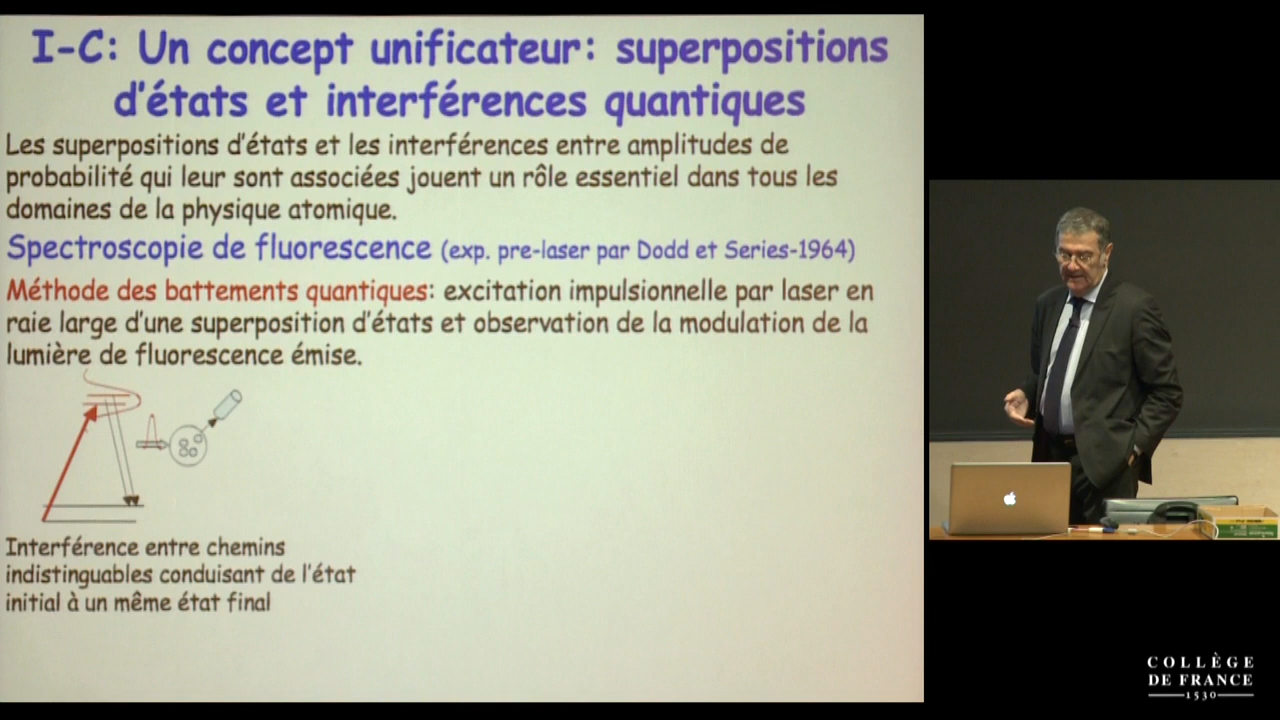 I-C: Un concept unificateur: superpositions
d'états et interférences quantiques
Les superpositions d'états et les interférences entre amplitudes de
probabilité qui leur sont associées jouent un rôle essentiel dans tous les
domaines de la physique atomique.
Spectroscopie de fluorescence (exp. pre-laser par Dodd et Series-1964)
Méthode des battements quantiques: excitation impulsionnelle par laser en
raie large d'une superposition d'états et observation de la modulation de la
lumière de fluorescence émise.
Interférence entre chemins
indistinguables conduisant de l'état
initial à un même état final
COLLÈGE
DE FRANCE
1530